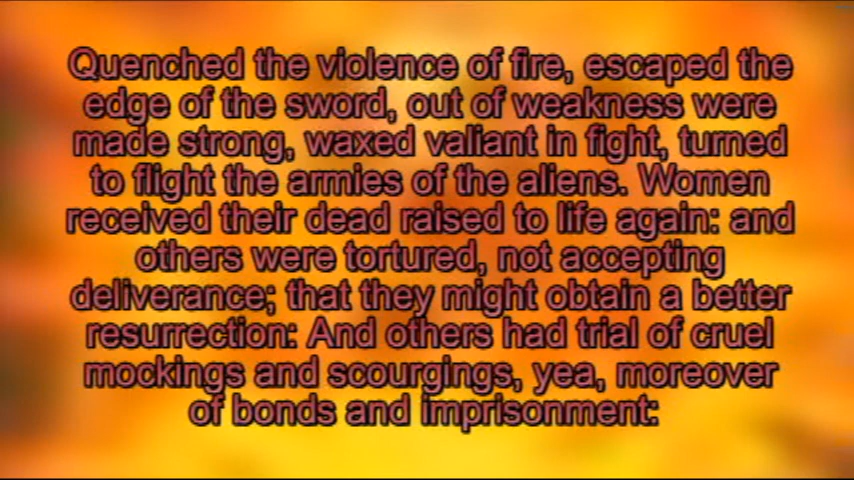 Quenched the violence of fire, escaped the
edge of the sword, out of weakness were
made strong, waxed valiant in fight, turned
to flight the armies of the aliens. Women
received their dead raised to life again: and
others were tortured, not accepting
deliverance; that they might obtain a better
resurrection: And others had trial of cruel
mockings and scourgings, yea, moreover
of bonds and imprisonment: